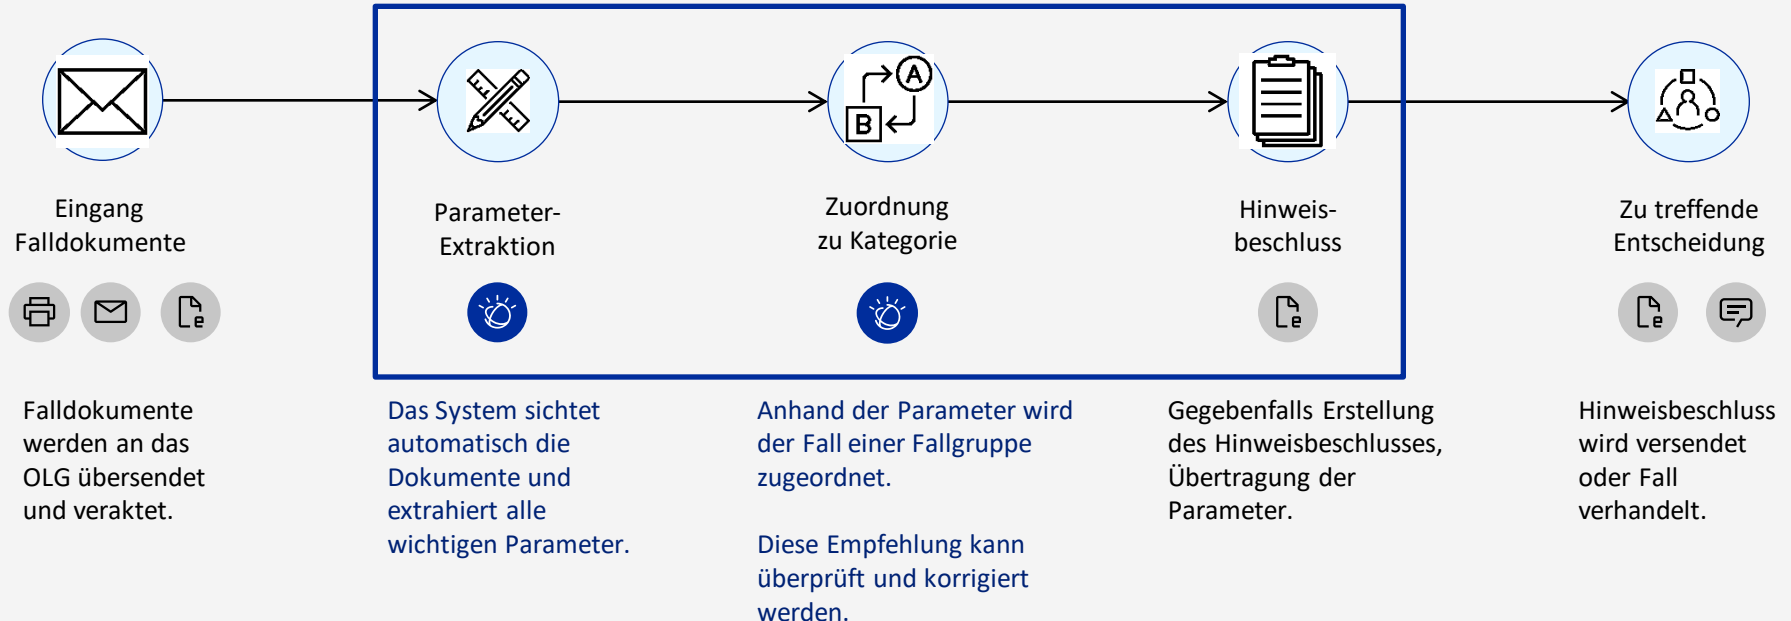 A
B
Eingang
Falldokumente
Parameter-
Extraktion
Zuordnung
zu Kategorie
Hinweis-
beschluss
Zu treffende
Entscheidung
e
e
e
Falldokumente
werden an das
OLG übersendet
und veraktet.
Das System sichtet
automatisch die
Dokumente und
extrahiert alle
wichtigen Parameter.
Anhand der Parameter wird
der Fall einer Fallgruppe
zugeordnet.
Diese Empfehlung kann
überprüft und korrigiert
werden.
Gegebenfalls Erstellung
des Hinweisbeschlusses,
Übertragung der
Parameter.
Hinweisbeschluss
wird versendet
oder Fall
verhandelt.